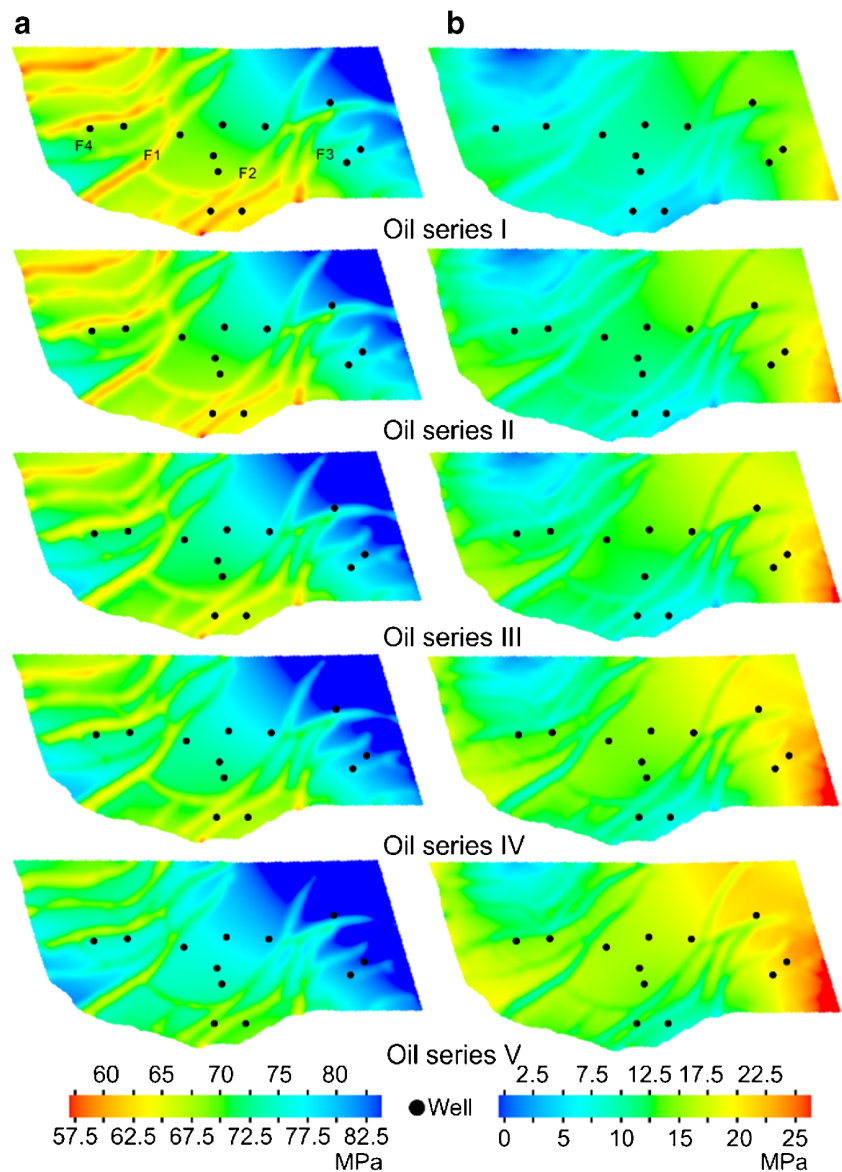 a b
F4 F1 F2 F3
Oil series I
Oil series II
Oil series III
Oil series IV
Oil series V
60 65 70 75 80 2.5 7.5 12.5 17.5 22.5
Well
57.5 62.5 67.5 72.5 77.5 82.5 0 5 10 15 20 25
MPa MPa